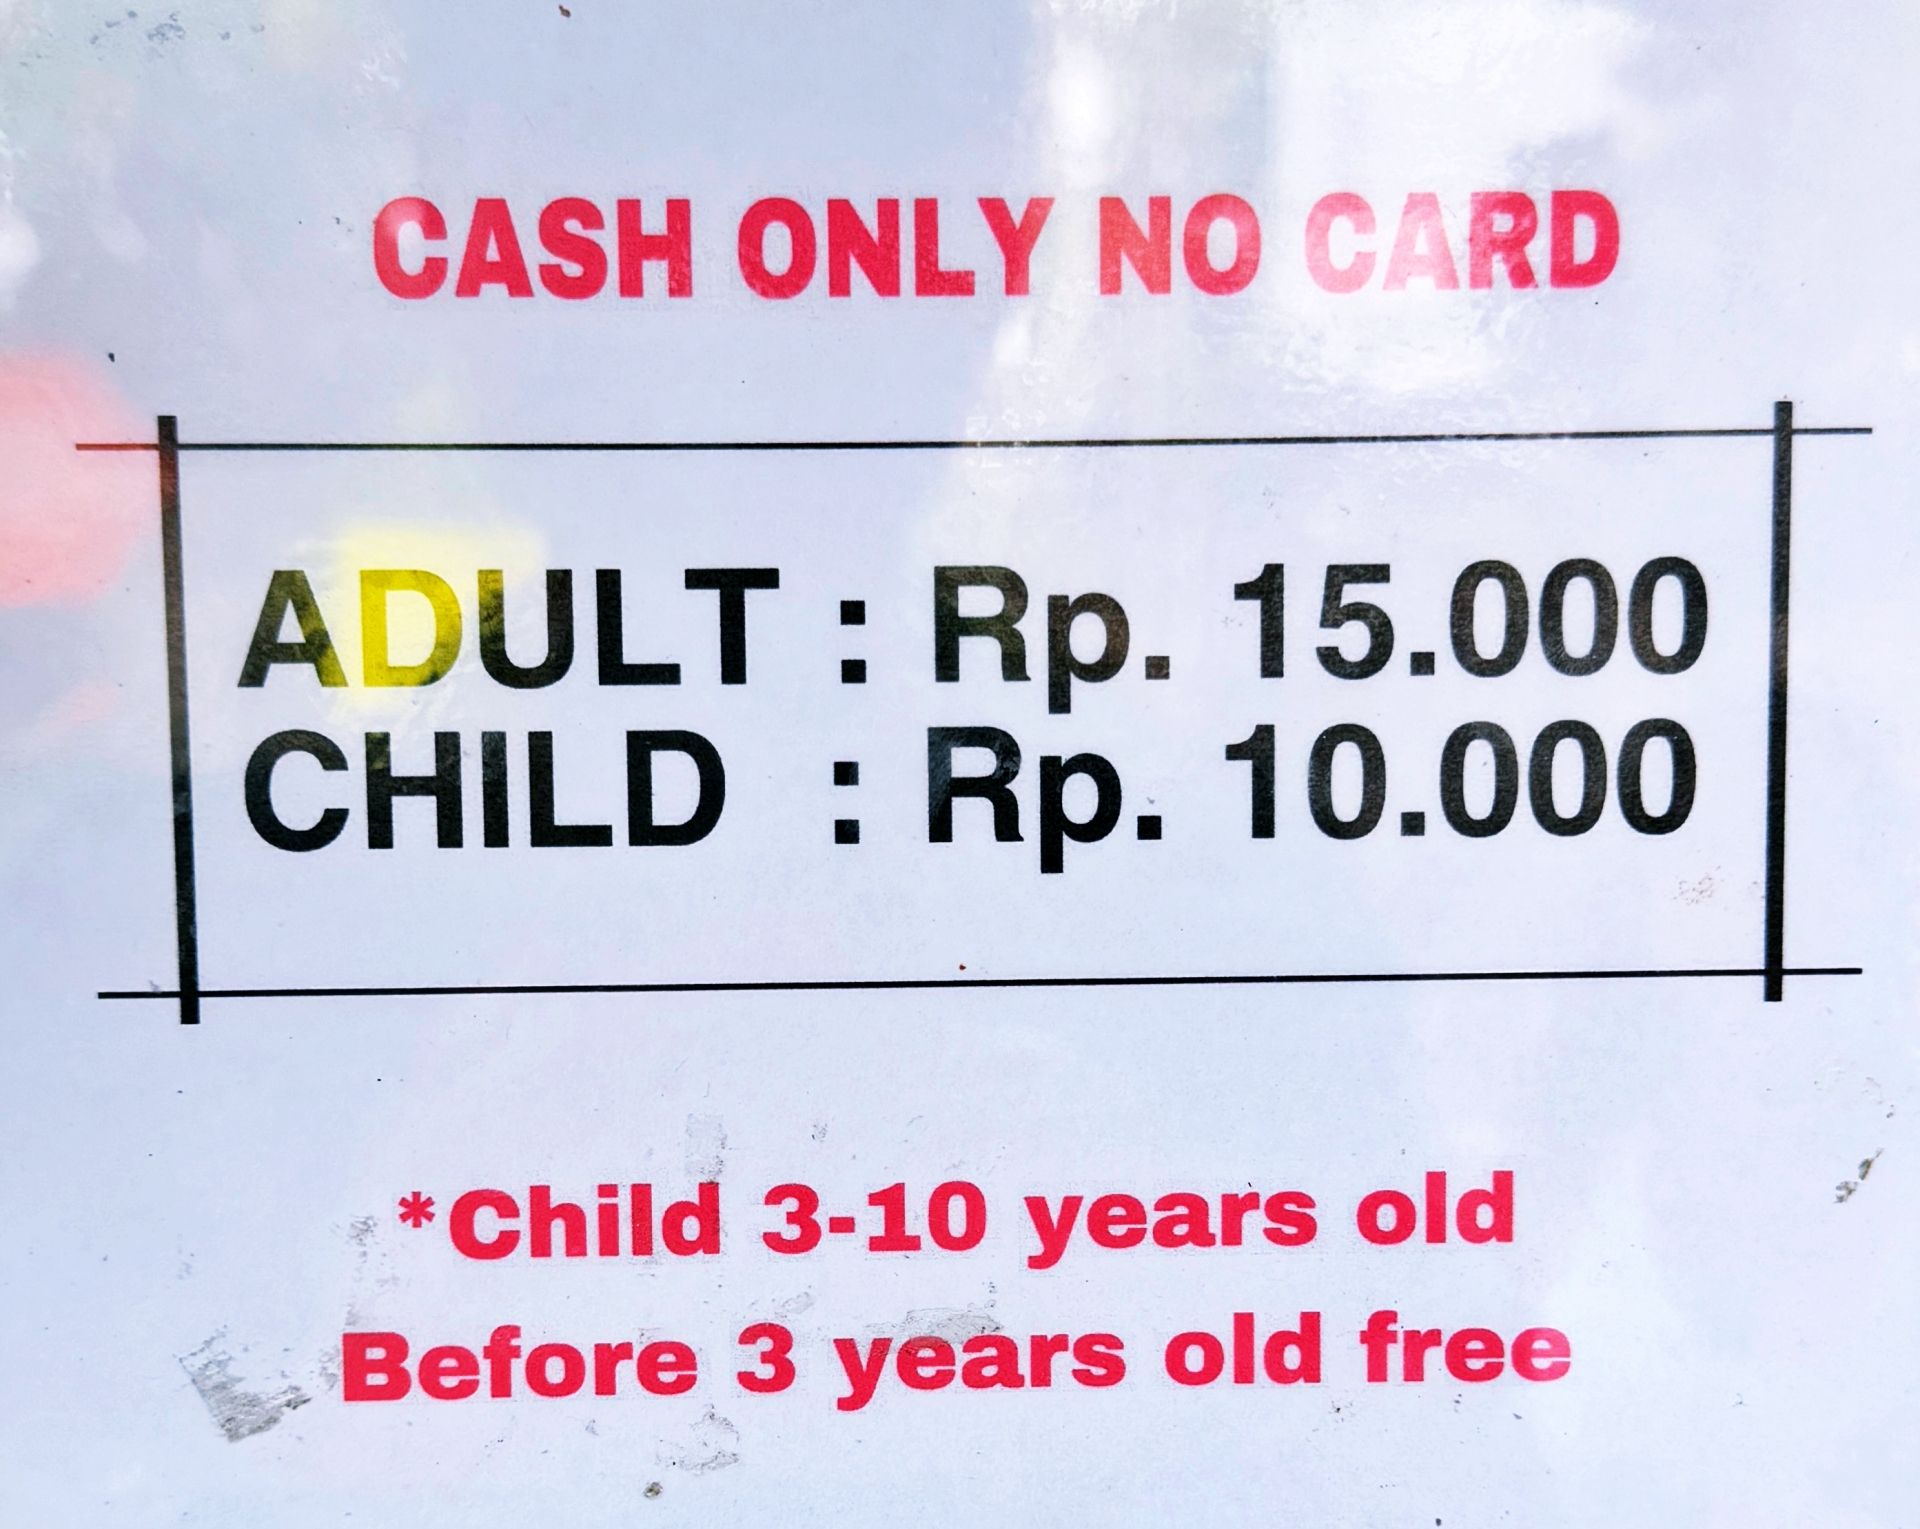 CASH ONLY NO CARD
ADULT : Rp. 15.000
CHILD : Rp. 10.000
*Child 3-10 years old
Before 3 years old free